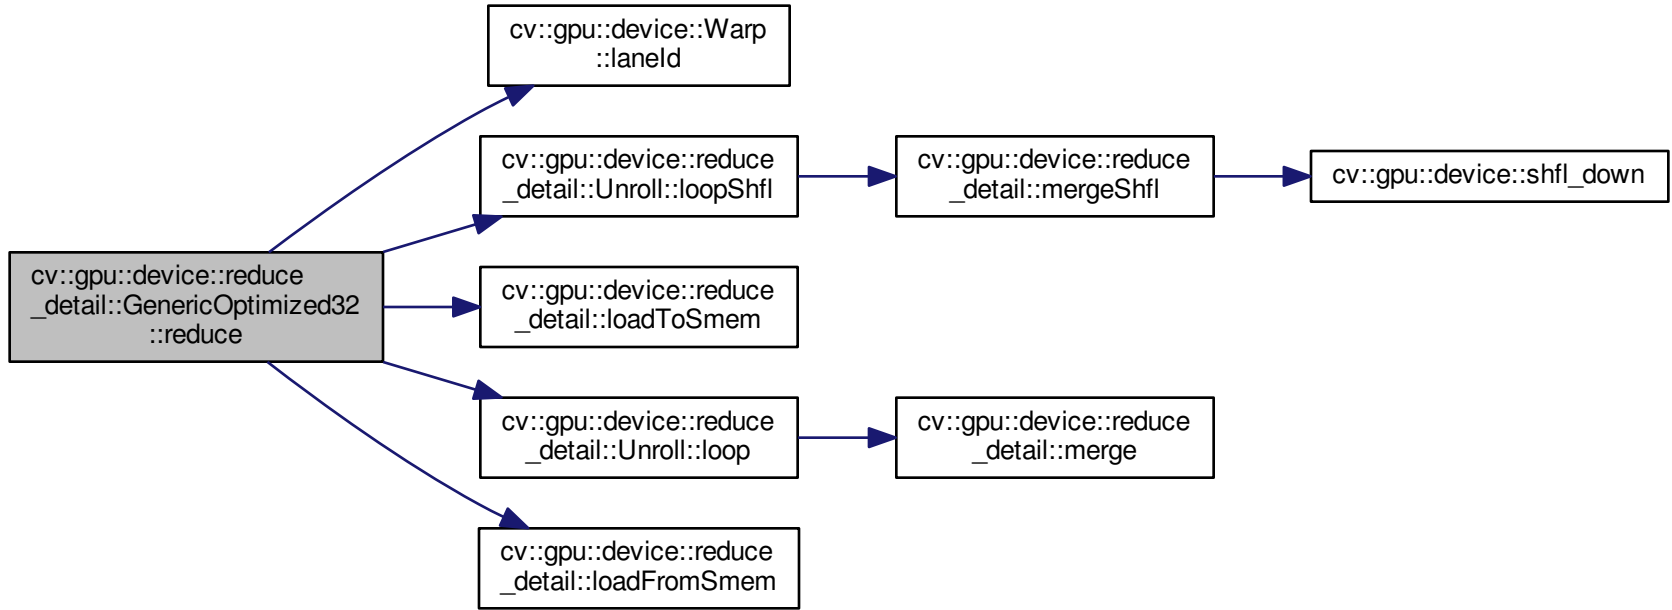 cv::gpu::device::Warp
::laneId
cv::gpu::device::reduce
_detail::Unroll::loopShfl
cv::gpu::device::reduce
_detail::mergeShfl
cv::gpu::device::shfl_down
cv::gpu::device::reduce
_detail::GenericOptimized32
::reduce
cv::gpu::device::reduce
_detail::loadToSmem
cv::gpu::device::reduce
_detail::Unroll::loop
cv::gpu::device::reduce
_detail::merge
cv::gpu::device::reduce
_detail::loadFromSmem